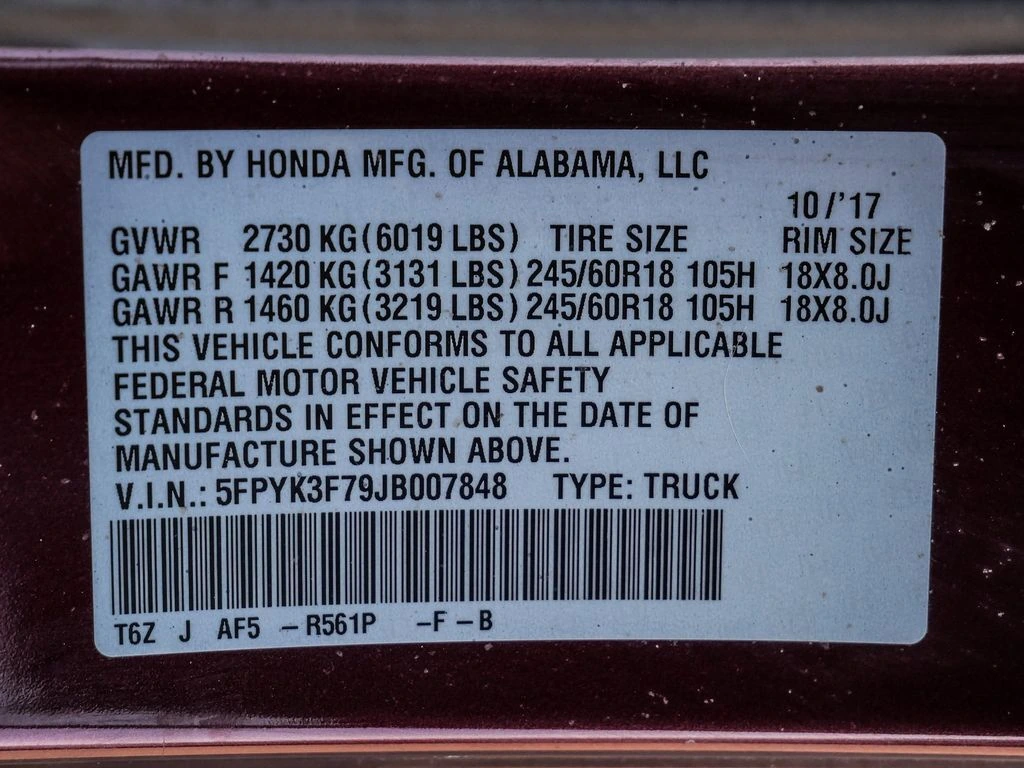 MFD. BY HONDA MFG. OF ALABAMA, LLC
10/'17
GVWR 2730 KG(6019 LBS) TIRE SIZE RIM SIZE
GAWR F 1420 KG(3131 LBS) 245/60R18 105H 18X8.0J
GAWR R 1460 KG(3219 LBS) 245/60R18 105H 18X8.0J
THIS VEHICLE CONFORMS TO ALL APPLICABLE
FEDERAL MOTOR VEHICLE SAFETY
STANDARDS IN EFFECT ON THE DATE OF
MANUFACTURE SHOWN ABOVE.
V.I.N.: 5FPYK3F79JB007848 TYPE: TRUCK
T6Z J AF5 -R561P -F-B